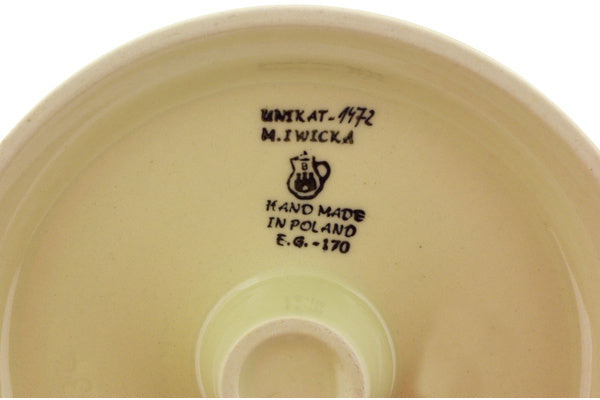 UNIKAT-1472
M.IWICKA
B
HAND MADE
IN POLAND
E.G.-170